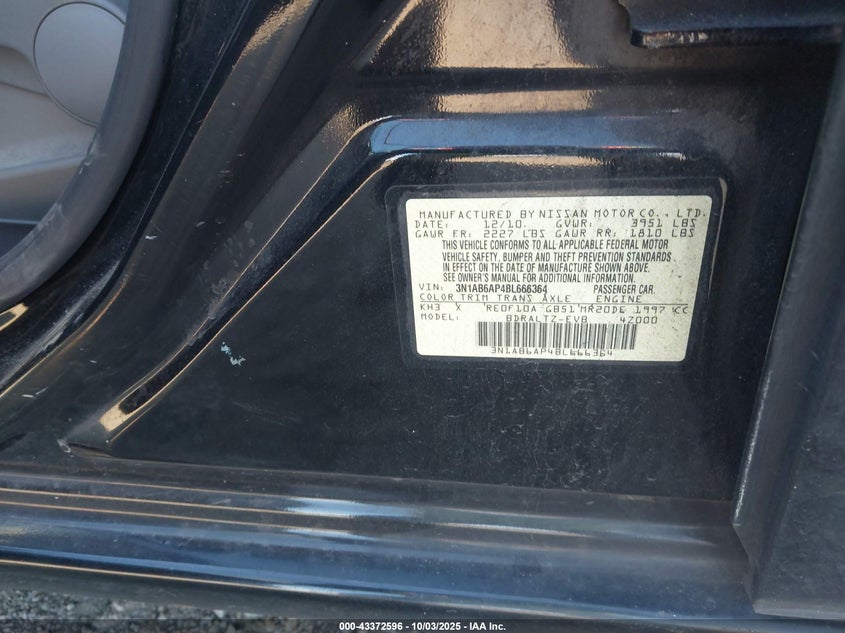 MANUFACTURED BY NISSAN MOTOR CO., LTD.
DATE: 12/10. GVWR: 3951 LBS
GAWR FR: 2227 LBS GAWR RR: 1810 LBS
THIS VEHICLE CONFORMS TO ALL APPLICABLE FEDERAL MOTOR
VEHICLE SAFETY, BUMPER AND THEFT PREVENTION STANDARDS
IN EFFECT ON THE DATE OF MANUFACTURE SHOWN ABOVE.
SEE OWNER'S MANUAL FOR ADDITIONAL INFORMATION.
VIN: 3N1AB6AP4BL666364 PASSENGER CAR.
COLOR TRIM TRANS AXLE ENGINE
KH3 X RE0F10A GB51 MR20DE 1997 CC
MODEL: BDRALTZ-EVB 4Z000
3N1AB6AP4BL666364
000-43372596 - 10/03/2025 - IAA Inc.